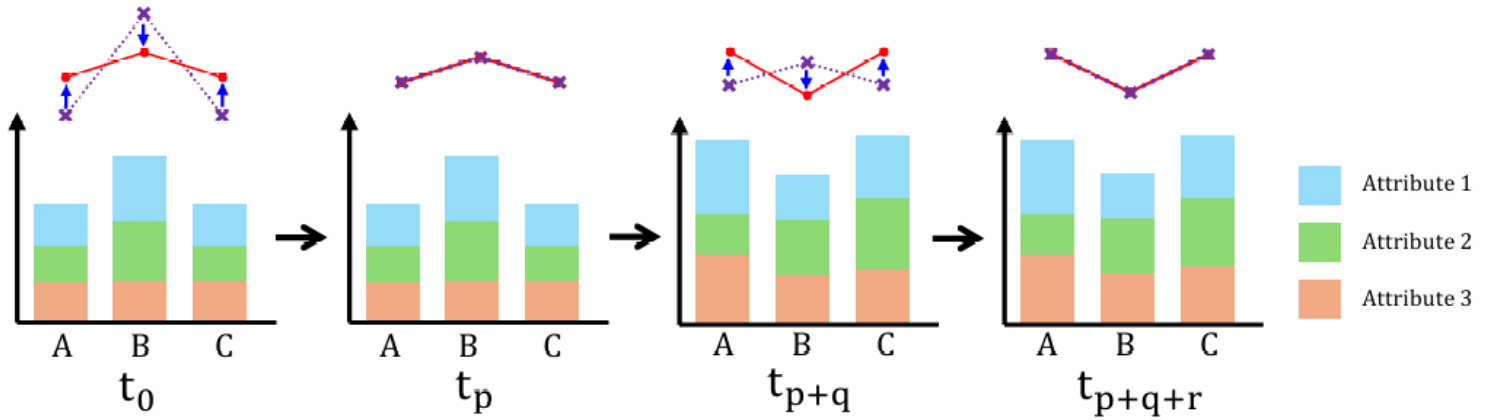 Attribute 1
Attribute 2
Attribute 3
A B C
A B C
A B C
A B C
t0
tp
tp+q
tp+q+r